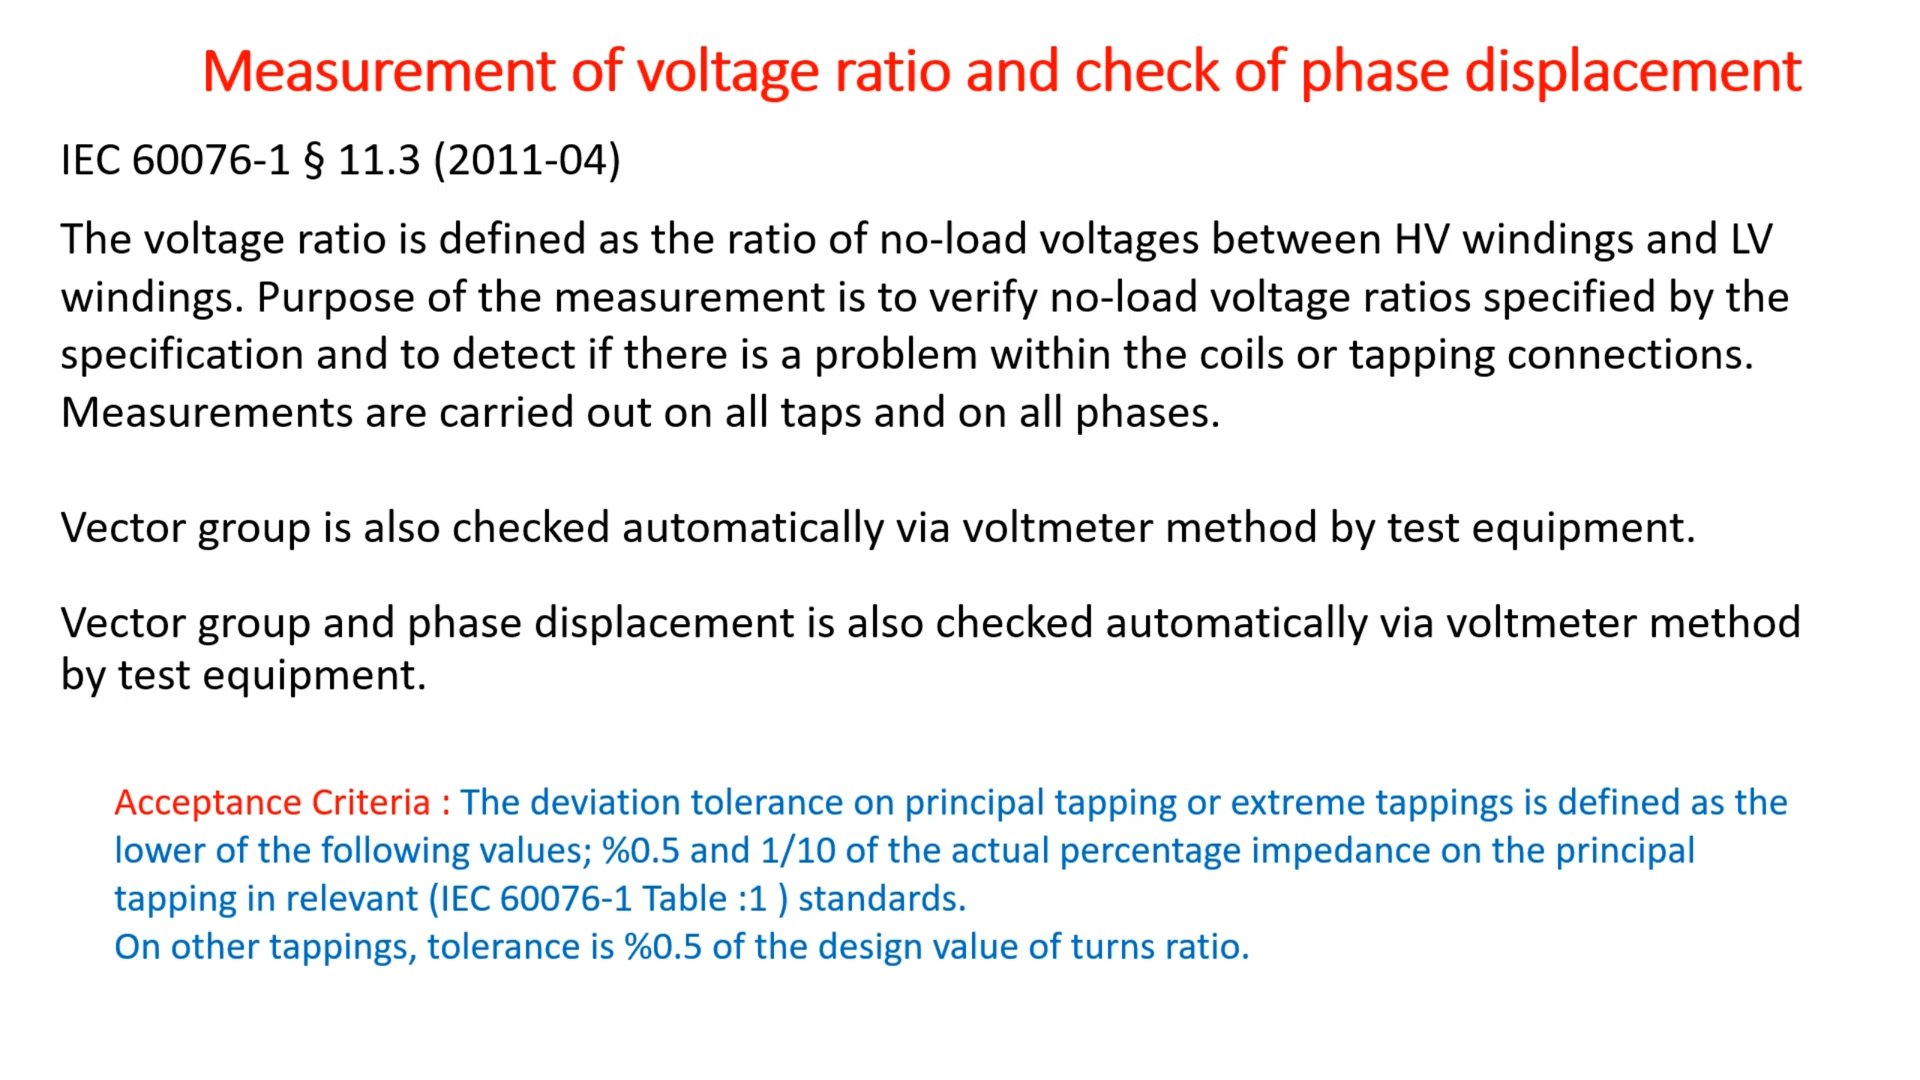 Measurement of voltage ratio and check of phase displacement
IEC 60076-1 § 11.3 (2011-04)
The voltage ratio is defined as the ratio of no-load voltages between HV windings and LV
windings. Purpose of the measurement is to verify no-load voltage ratios specified by the
specification and to detect if there is a problem within the coils or tapping connections.
Measurements are carried out on all taps and on all phases.
Vector group is also checked automatically via voltmeter method by test equipment.
Vector group and phase displacement is also checked automatically via voltmeter method
by test equipment.
Acceptance Criteria : The deviation tolerance on principal tapping or extreme tappings is defined as the
lower of the following values; %0.5 and 1/10 of the actual percentage impedance on the principal
tapping in relevant (IEC 60076-1 Table :1 ) standards.
On other tappings, tolerance is %0.5 of the design value of turns ratio.